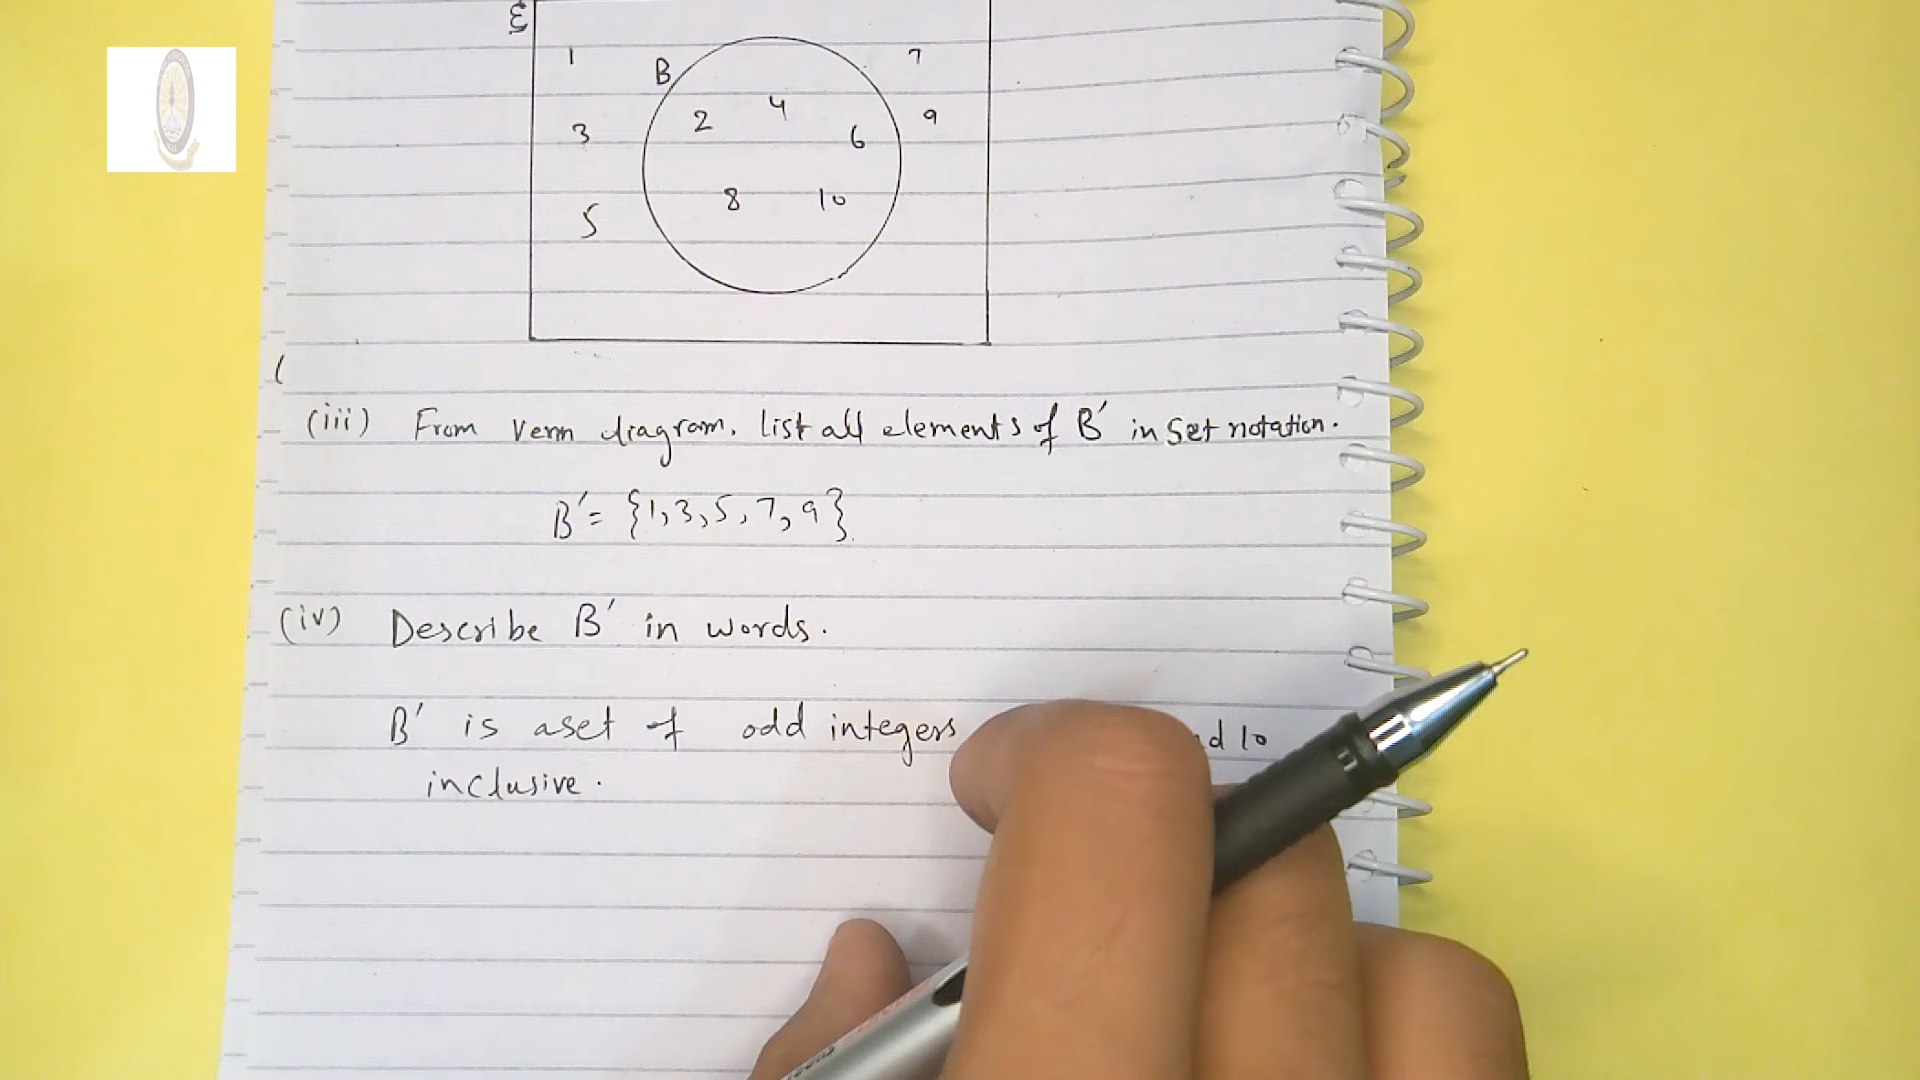 ξ
1
7
B
4
2
9
3
6
8
10
5
(
(iii) From Venn diagram, list all elements of B′ in set notation.
B′= {1,3,5,7,9}
(iv) Describe B′ in words.
B′ is a set of odd integers 10
inclusive.